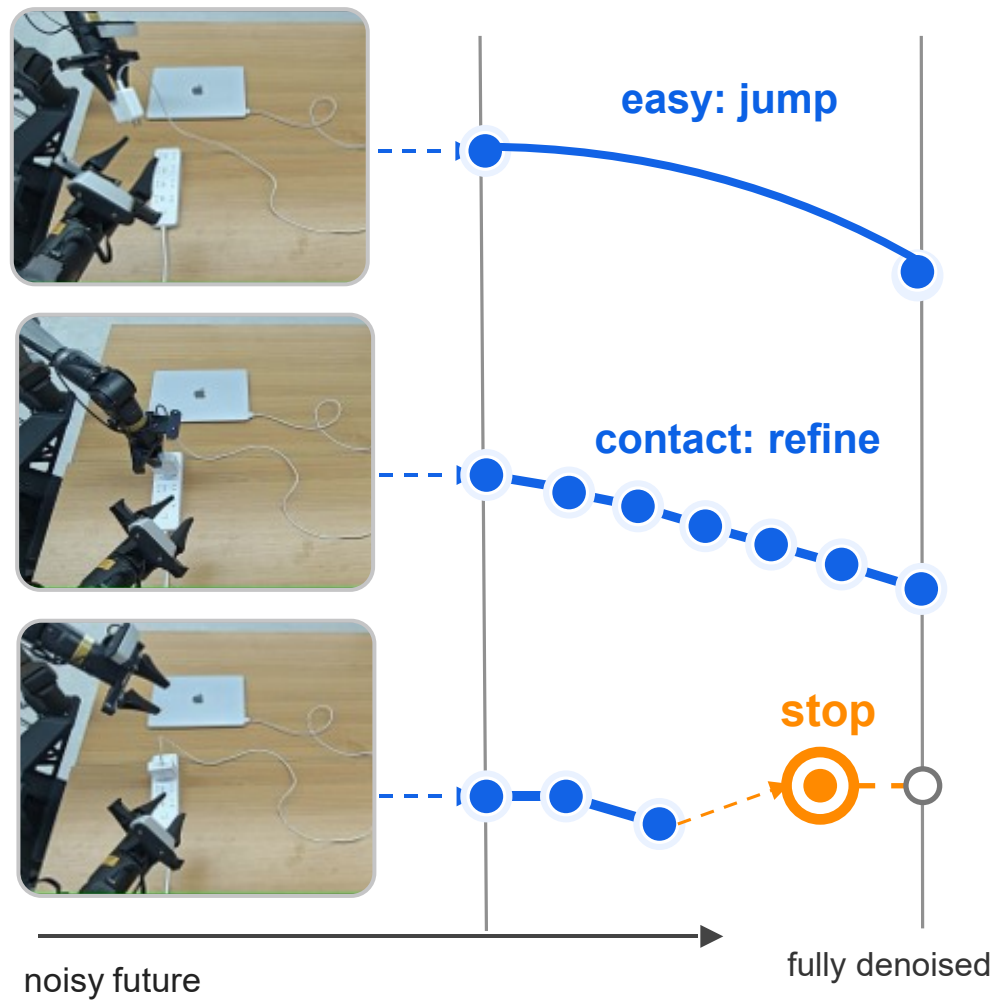 easy: jump
contact: refine
stop
noisy future
fully denoised